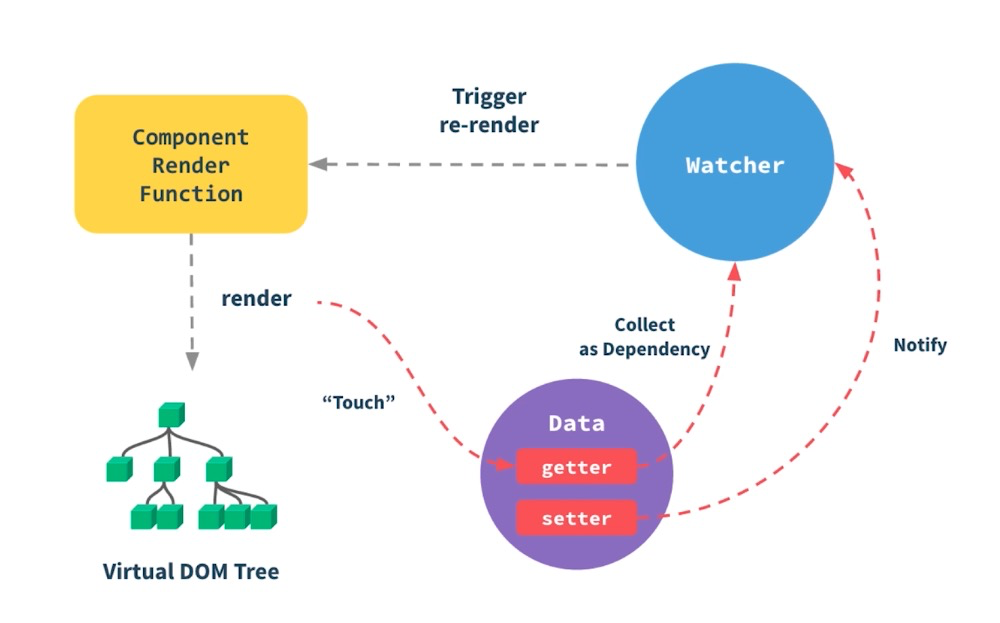 Trigger
re-render
Component
Render
Function
Watcher
render
Collect
as Dependency
Notify
“Touch”
Data
getter
setter
Virtual DOM Tree